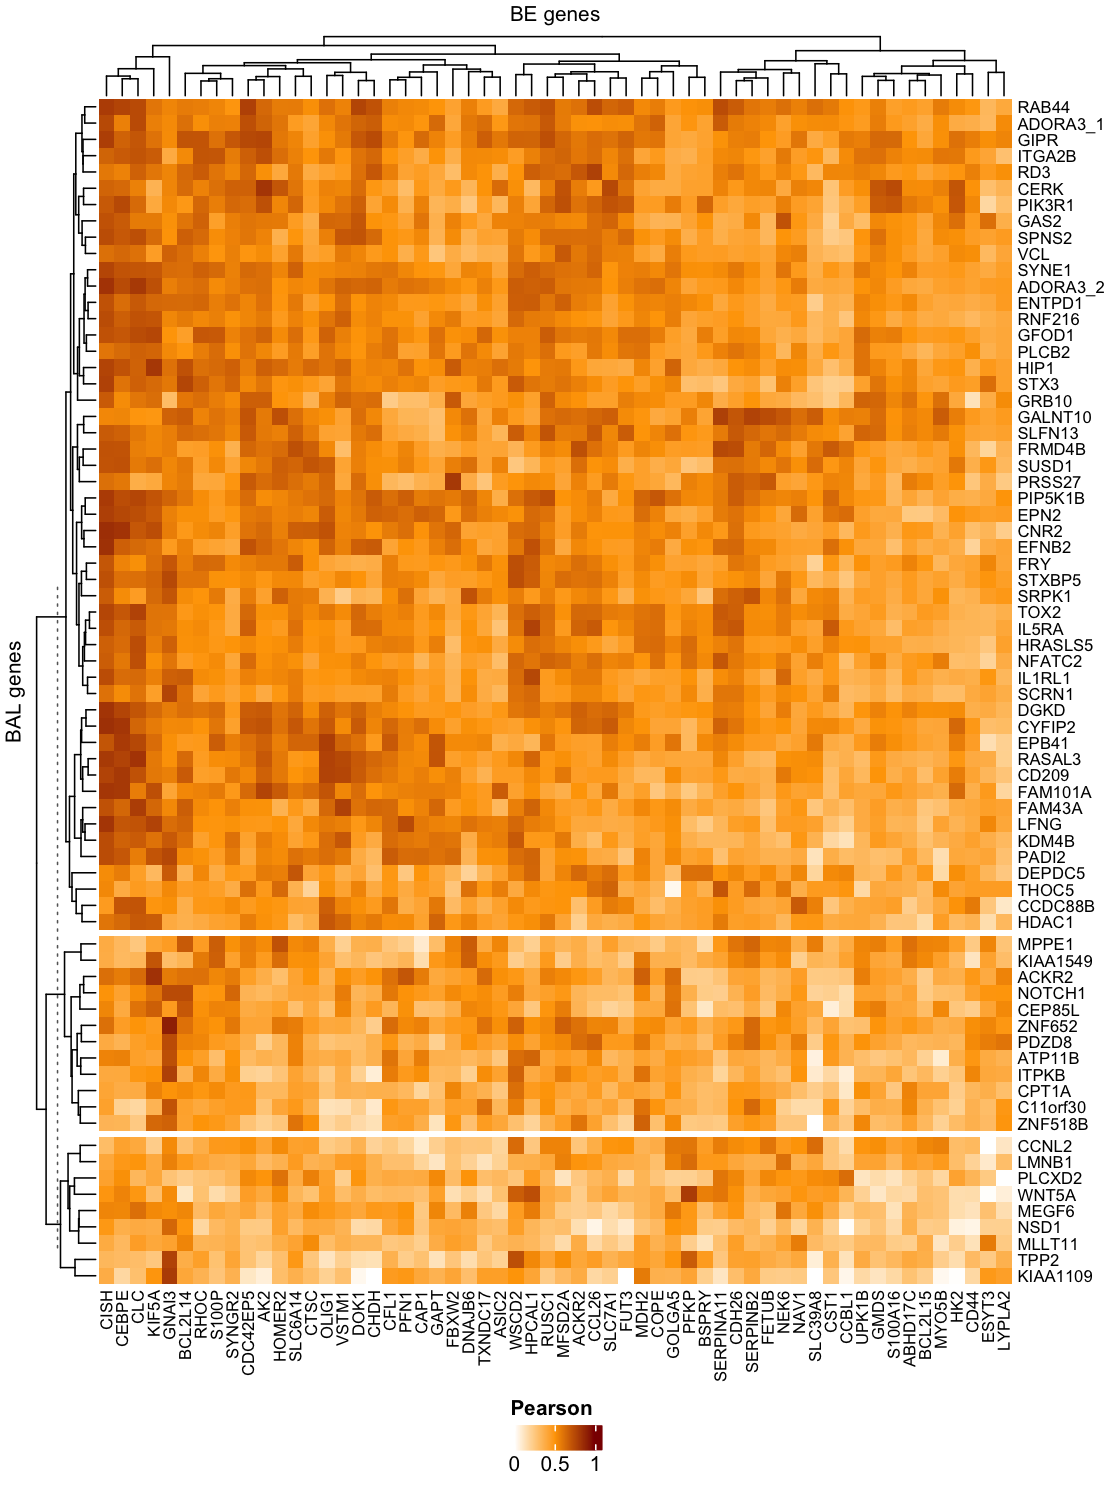 BE genes
BAL genes
RAB44
ADORA3_1
GIPR
ITGA2B
RD3
CERK
PIK3R1
GAS2
SPNS2
VCL
SYNE1
ADORA3_2
ENTPD1
RNF216
GFOD1
PLCB2
HIP1
STX3
GRB10
GALNT10
SLFN13
FRMD4B
SUSD1
PRSS27
PIP5K1B
EPN2
CNR2
EFNB2
FRY
STXBP5
SRPK1
TOX2
IL5RA
HRASLS5
NFATC2
IL1RL1
SCRN1
DGKD
CYFIP2
EPB41
RASAL3
CD209
FAM101A
FAM43A
LFNG
KDM4B
PADI2
DEPDC5
THOC5
CCDC88B
HDAC1
MPPE1
KIAA1549
ACKR2
NOTCH1
CEP85L
ZNF652
PDZD8
ATP11B
ITPKB
CPT1A
C11orf30
ZNF518B
CCNL2
LMNB1
PLCXD2
WNT5A
MEGF6
NSD1
MLLT11
TPP2
KIAA1109
CISH
CEBPE
CLC
KIF5A
GNAI3
BCL2L14
RHOC
S100P
SYNGR2
CDC42EP5
AK2
HOMER2
SLC6A14
CTSC
OLIG1
VSTM1
DOK1
CHDH
CFL1
PFN1
CAP1
GAPT
FBXW2
DNAJB6
TXNDC17
ASIC2
WSCD2
HPCAL1
RUSC1
MFSD2A
ACKR2
CCL26
SLC7A1
FUT3
MDH2
COPE
GOLGA5
PFKP
BSPRY
SERPINA11
CDH26
SERPINB2
FETUB
NEK6
NAV1
SLC39A8
CST1
CCBL1
UPK1B
GMDS
S100A16
ABHD17C
BCL2L15
MYO5B
HK2
CD44
ESYT3
LYPLA2
Pearson
0 0.5 1